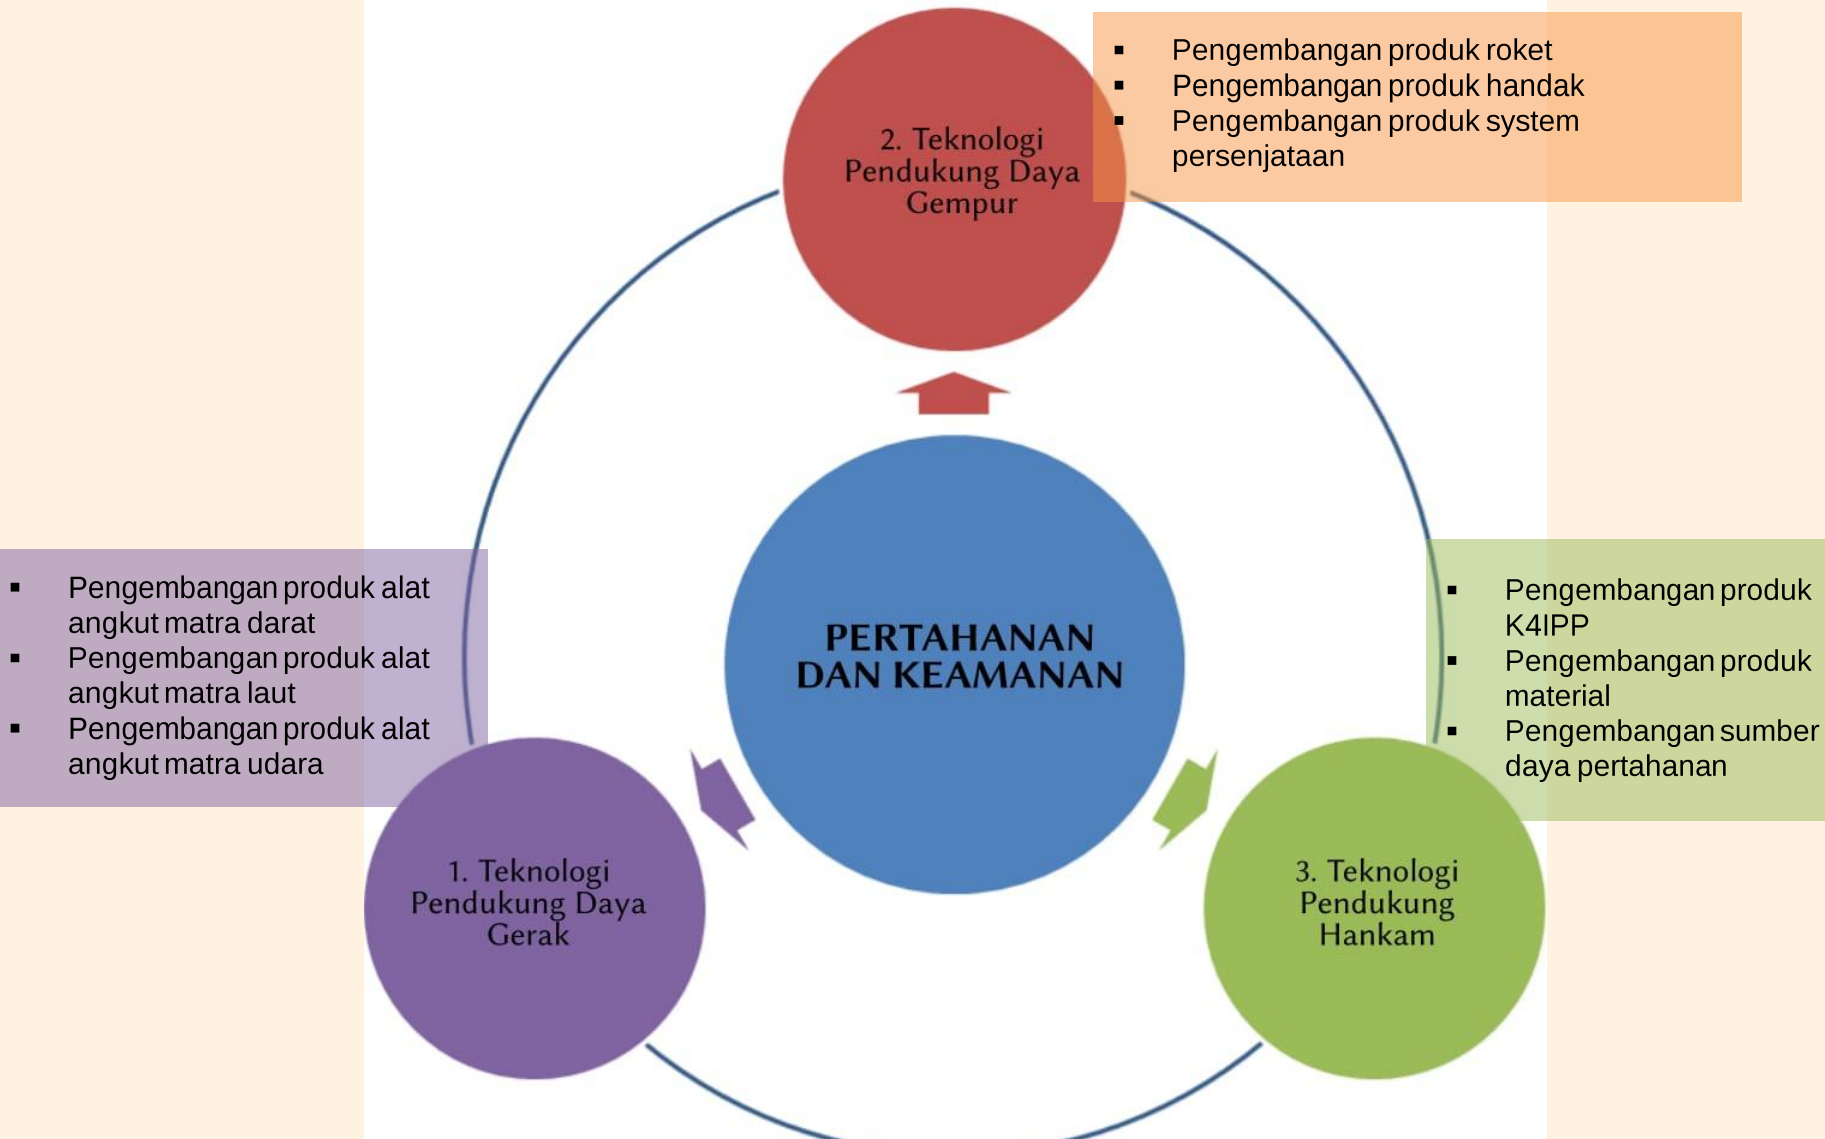 ▪ Pengembangan produk roket
▪ Pengembangan produk handak
▪ Pengembangan produk system
persenjataan
2. Teknologi
Pendukung Daya
Gempur
▪ Pengembangan produk alat
angkut matra darat
▪ Pengembangan produk alat
angkut matra laut
▪ Pengembangan produk alat
angkut matra udara
PERTAHANAN
DAN KEAMANAN
▪ Pengembangan produk
K4IPP
▪ Pengembangan produk
material
▪ Pengembangan sumber
daya pertahanan
1. Teknologi
Pendukung Daya
Gerak
3. Teknologi
Pendukung
Hankam